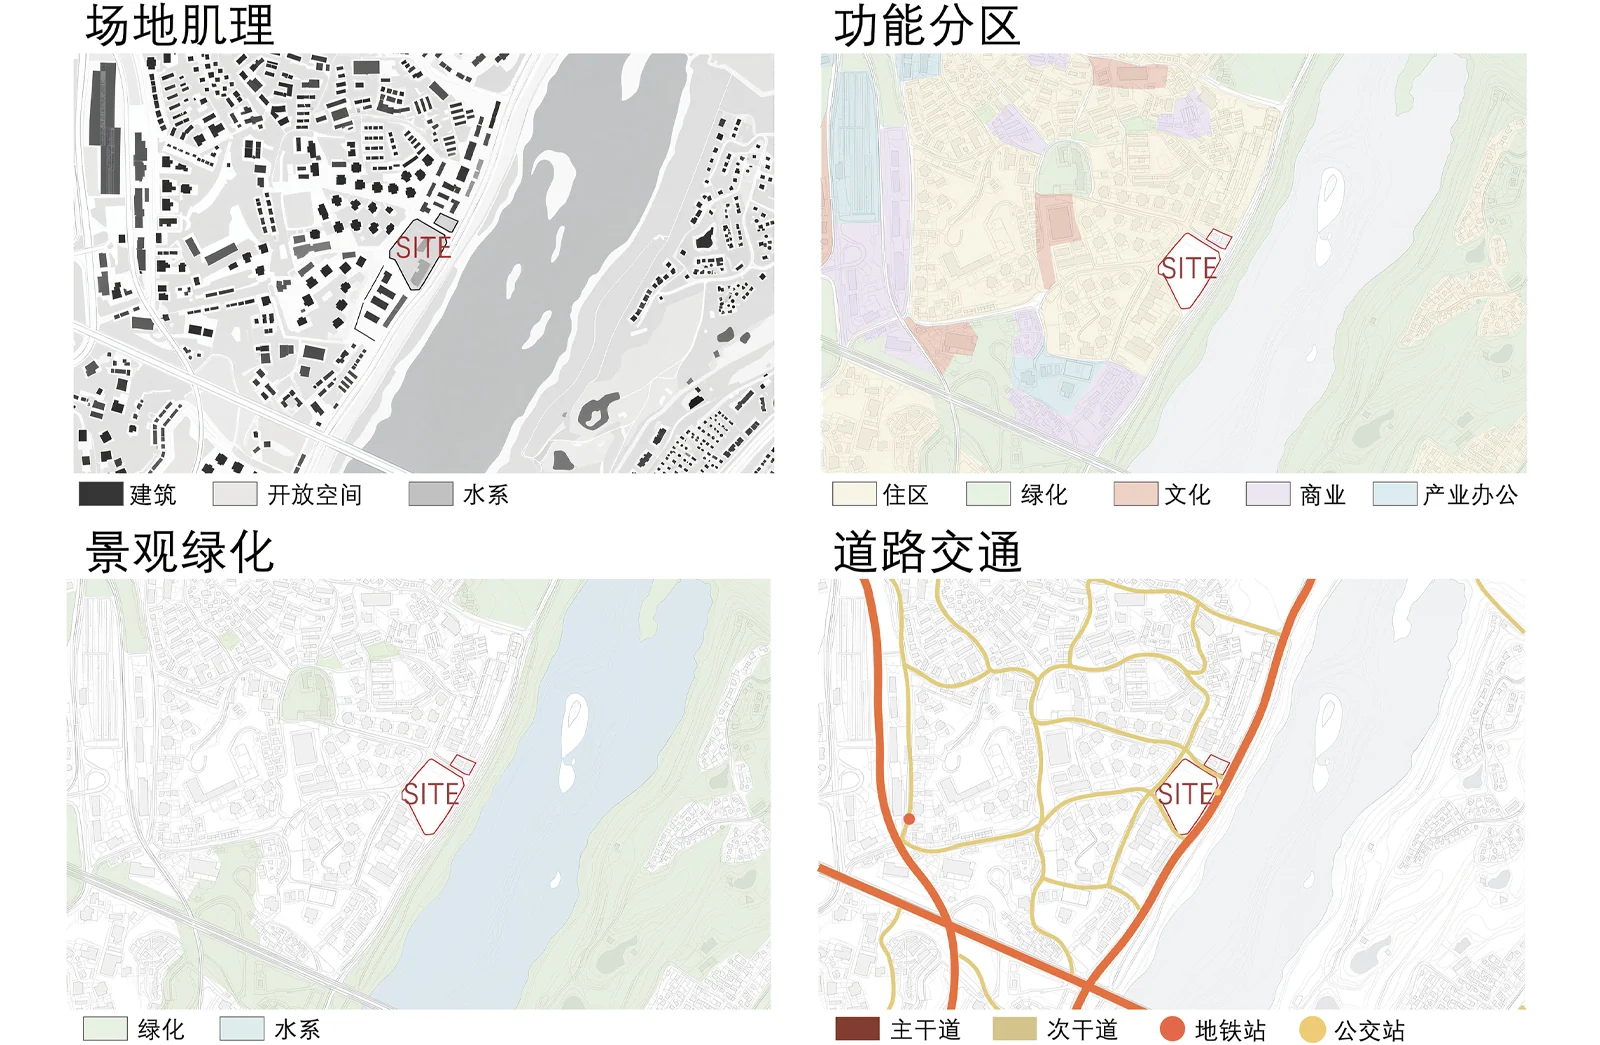 场地肌理
功能分区
SITE
SITE
建筑 开放空间 水系
住区 绿化 文化 商业 产业办公
景观绿化
道路交通
SITE
SITE
绿化 水系
主干道 次干道 地铁站 公交站